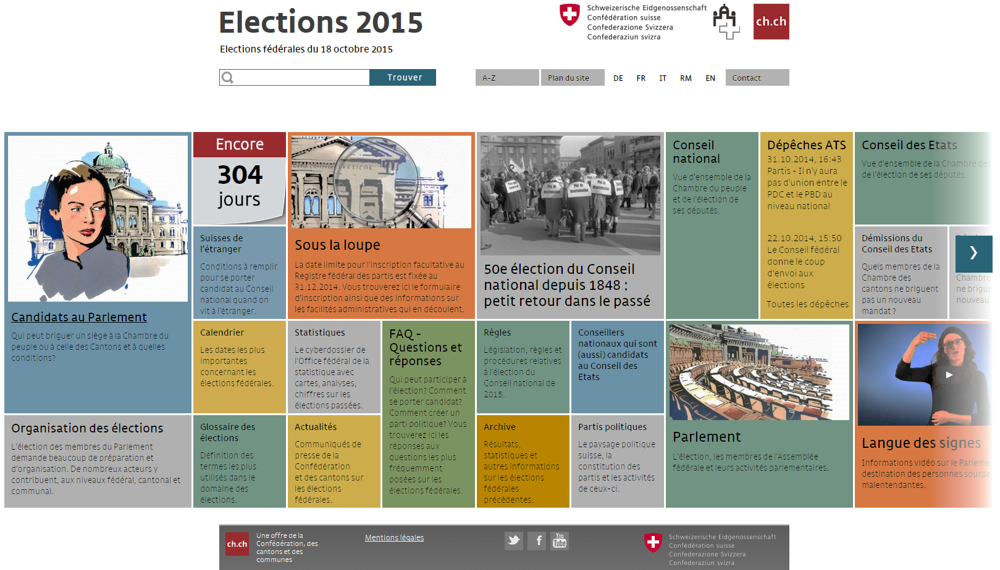 Elections 2015
Elections fédérales du 18 octobre 2015
Schweizerische Eidgenossenschaft
Confédération suisse
Confederazione Svizzera
Confederaziun svizra
ch.ch
Trouver
A-Z
Plan du site
DE
FR
IT
RM
EN
Contact
Candidats au Parlement
Qui peut briguer un siège à la Chambre du
peuple ou à celle des Cantons et à quelles
conditions?
Encore
304
jours
Suisses de
l'étranger
Conditions à remplir
pour se porter
candidat au Conseil
national quand on
vit à l'étranger.
Sous la loupe
La date limite pour l'inscription facultative au
Registre fédéral des partis est fixée au
31.12.2014. Vous trouverez ici le formulaire
d'inscription ainsi que des informations sur
les facilités administratives qui en découlent.
50e élection du Conseil
national depuis 1848 :
petit retour dans le passé
Conseil
national
Vue d'ensemble de la
Chambre du peuple
et de l'élection de
ses députés.
Dépêches ATS
31.10.2014, 16:43
Partis - Il n'y aura
pas d'union entre le
PDC et le PBD au
niveau national
22.10.2014, 15:50
Le Conseil fédéral
donne le coup
d'envoi aux
élections
Toutes les dépêches
Conseil des Etats
Vue d'ensemble de la Chambre des
de l'élection de ses députés.
Démissions du
Conseil des Etats
Quels membres de la
Chambre des
cantons ne briguent
pas un nouveau
mandat ?
Chambre
ne brigue
nouveau
Calendrier
Les dates les plus
importantes
concernant les
élections fédérales.
Statistiques
Le cyberdossier de
l'Office fédéral de la
statistique avec
cartes, analyses,
chiffres sur les
élections passées.
FAQ -
Questions et
réponses
Qui peut participer à
l'élection? Comment
se porter candidat?
Comment créer un
parti politique? Vous
trouverez ici les
réponses aux
questions les plus
fréquemment
posées sur les
élections fédérales.
Règles
Législation, règles et
procédures relatives
à l'élection du
Conseil national de
2015.
Conseillers
nationaux qui sont
(aussi) candidats
au Conseil des
Etats
Organisation des élections
L'élection des membres du Parlement
demande beaucoup de préparation et
d'organisation. De nombreux acteurs y
contribuent, aux niveaux fédéral, cantonal et
communal.
Glossaire des
élections
Définition des
termes les plus
utilisés dans le
domaine des
élections.
Actualités
Communiqués de
presse de la
Confédération
et des cantons sur
les élections
fédérales.
Archive
Résultats,
statistiques et
autres informations
sur les élections
fédérales
précédentes.
Partis politiques
Le paysage politique
suisse, la
constitution des
partis et les activités
de ceux-ci.
Parlement
L'élection, les membres de l'Assemblée
fédérale et leurs activités parlementaires.
Langue des signes
Informations vidéo sur le Parleme
destination des personnes sourde
malentendantes.
ch.ch
Une offre de la
Confédération, des
cantons et des
communes
Mentions légales
You
Tube
Schweizerische Eidgenossenschaft
Confédération suisse
Confederazione Svizzera
Confederaziun svizra